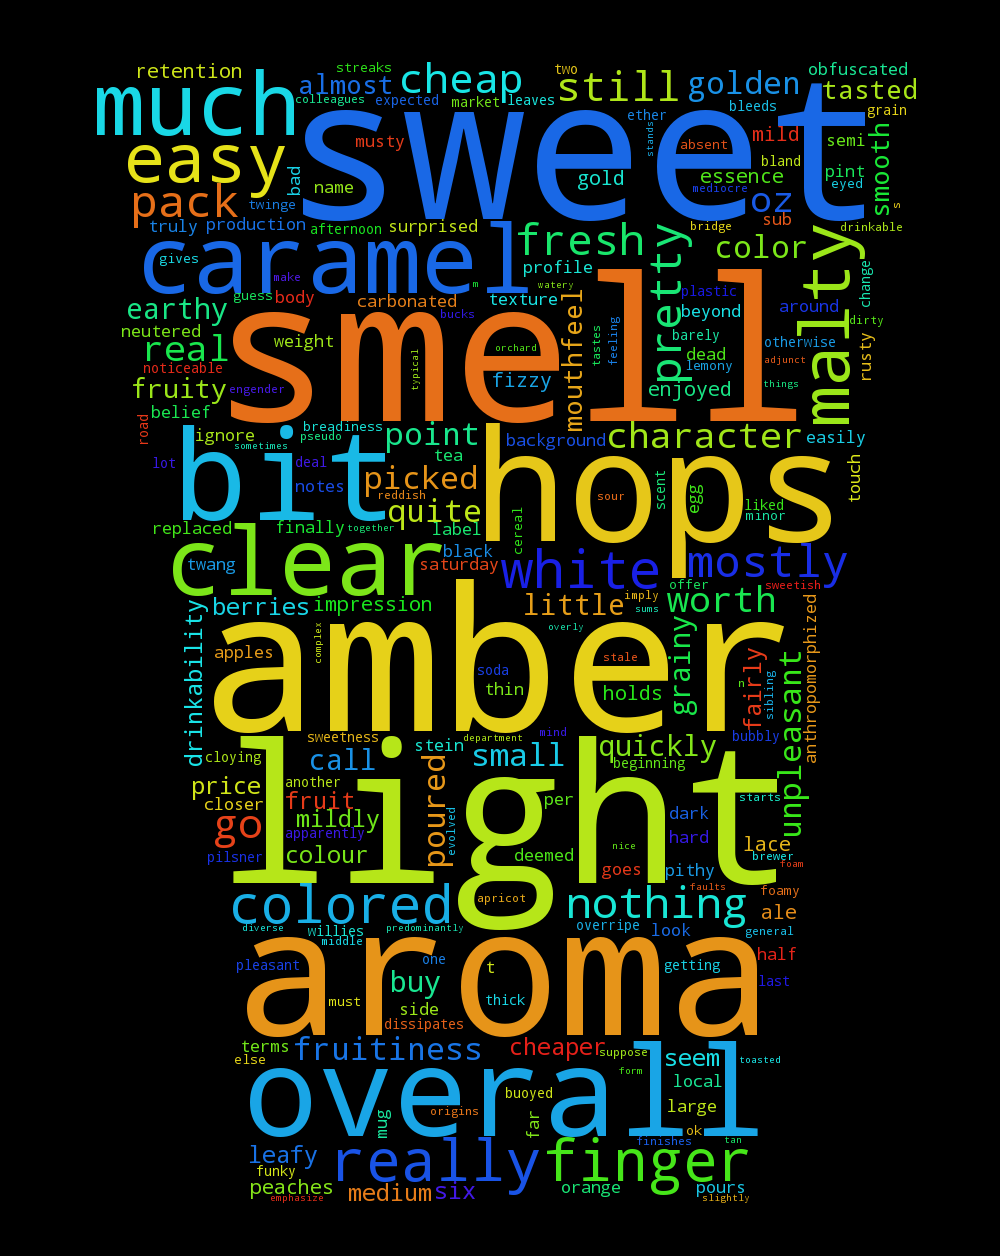 streaks
two
retention
almost
cheap
still
golden
obfuscated
tasted
much
sweet
colleagues
expected
market
leaves
bleeds
grain
ether
stands
musty
absent
mild
semi
smooth
easy
bad
name
gold
essence
bland
pint
eyed
mediocre
pack
twinge
oz
s
truly
production
afternoon
surprised
fresh
pretty
bridge
sub
drinkable
caramel
color
malty
gives
make
m
watery
profile
change
earthy
guess
body
carbonated
texture
plastic
beyond
around
smell
bucks
mouthfeel
tastes
feeling
dirty
neutered
real
weight
typical
orchard
barely
dead
otherwise
rusty
noticeable
lemony
adjunct
fruity
engender
fizzy
enjoyed
things
belief
road
bit
breadiness
pseudo
point
hops
background
character
easily
ignore
sometimes
tea
lot
deal
picked
scent
egg
touch
notes
reddish
sour
liked
minor
quite
replaced
finally
together
label
cereal
clear
twang
black
saturday
white
mostly
offer
sweetish
drinkability
berries
impression
little
imply
sums
worth
anthropomorphized
amber
overly
complex
apples
stale
grainy
fairly
sibling
unpleasant
soda
thin
holds
n
sweetness
department
mind
bubbly
light
cloying
call
stein
small
quickly
beginning
price
another
poured
evolved
closer
fruit
per
starts
go
mildly
apparently
dark
hard
lace
pilsner
colour
deemed
nice
brewer
goes
pithy
foam
colored
apricot
nothing
faults
foamy
ale
diverse
willies
middle
predominantly
overripe
look
general
aroma
pleasant
one
t
getting
half
buy
last
must
side
thick
dissipates
terms
else
fruitiness
cheaper
suppose
seem
toasted
overall
form
local
buoyed
large
mug
origins
far
ok
finishes
tan
leafy
funky
really
finger
peaches
emphasize
medium
six
orange
pours
slightly